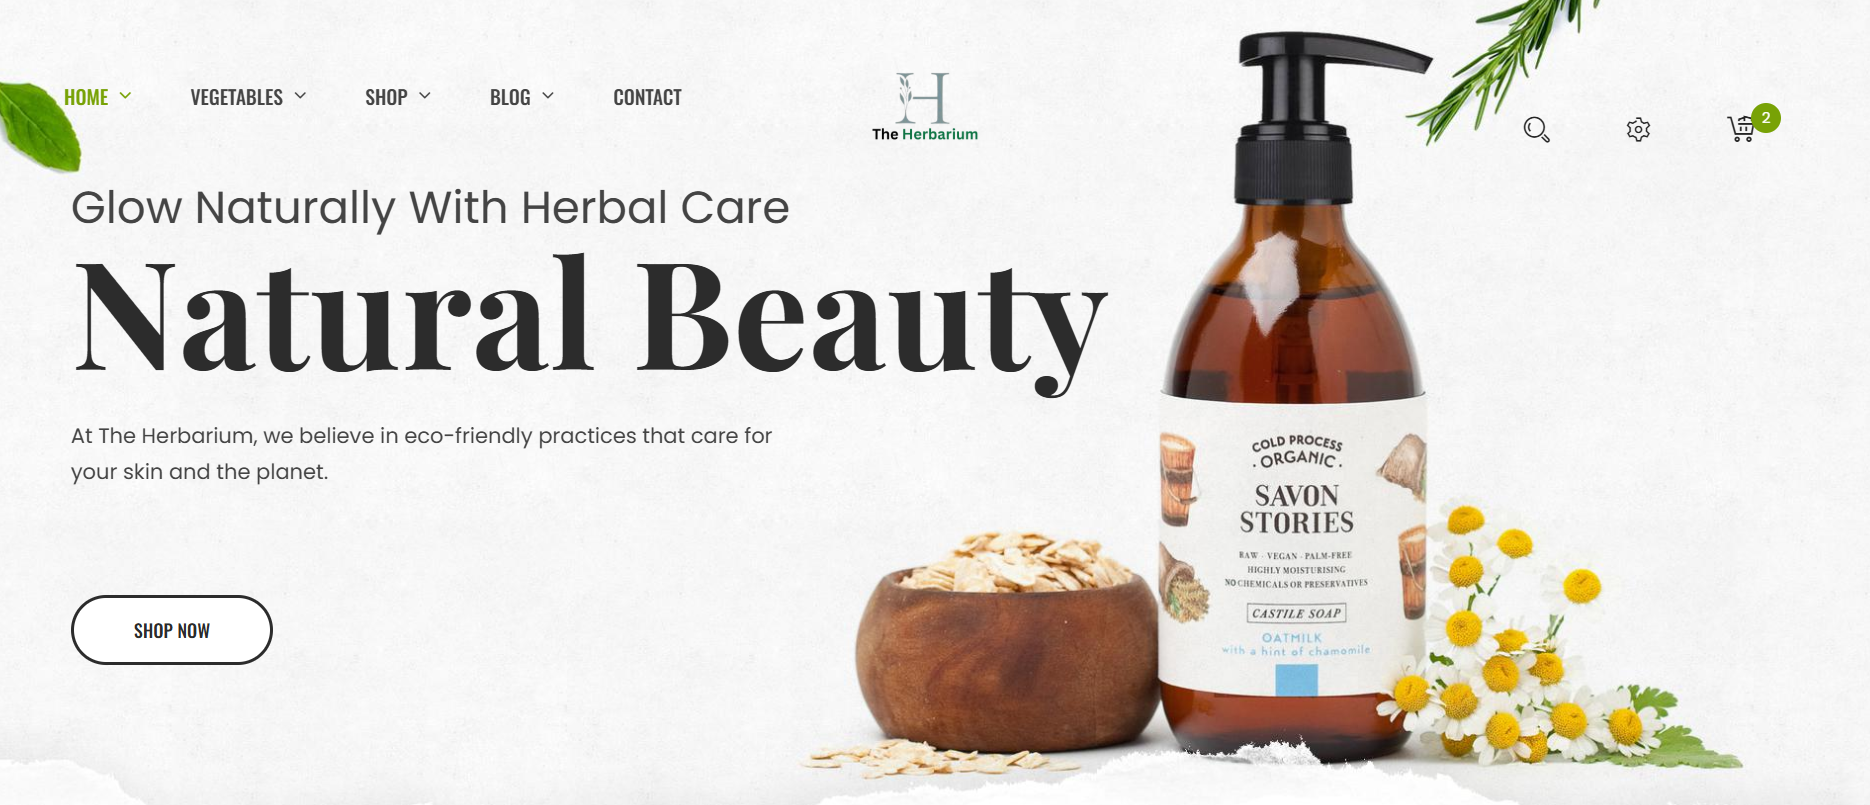 HOME
VEGETABLES
SHOP
BLOG
CONTACT
H
The Herbarium
2
Glow Naturally With Herbal Care
Natural Beauty
At The Herbarium, we believe in eco-friendly practices that care for
your skin and the planet.
SHOP NOW
COLD PROCESS
· ORGANIC ·
SAVON
STORIES
RAW · VEGAN · PALM-FREE
HIGHLY MOISTURISING
NO CHEMICALS OR PRESERVATIVES
CASTILE SOAP
OATMILK
with a hint of chamomile